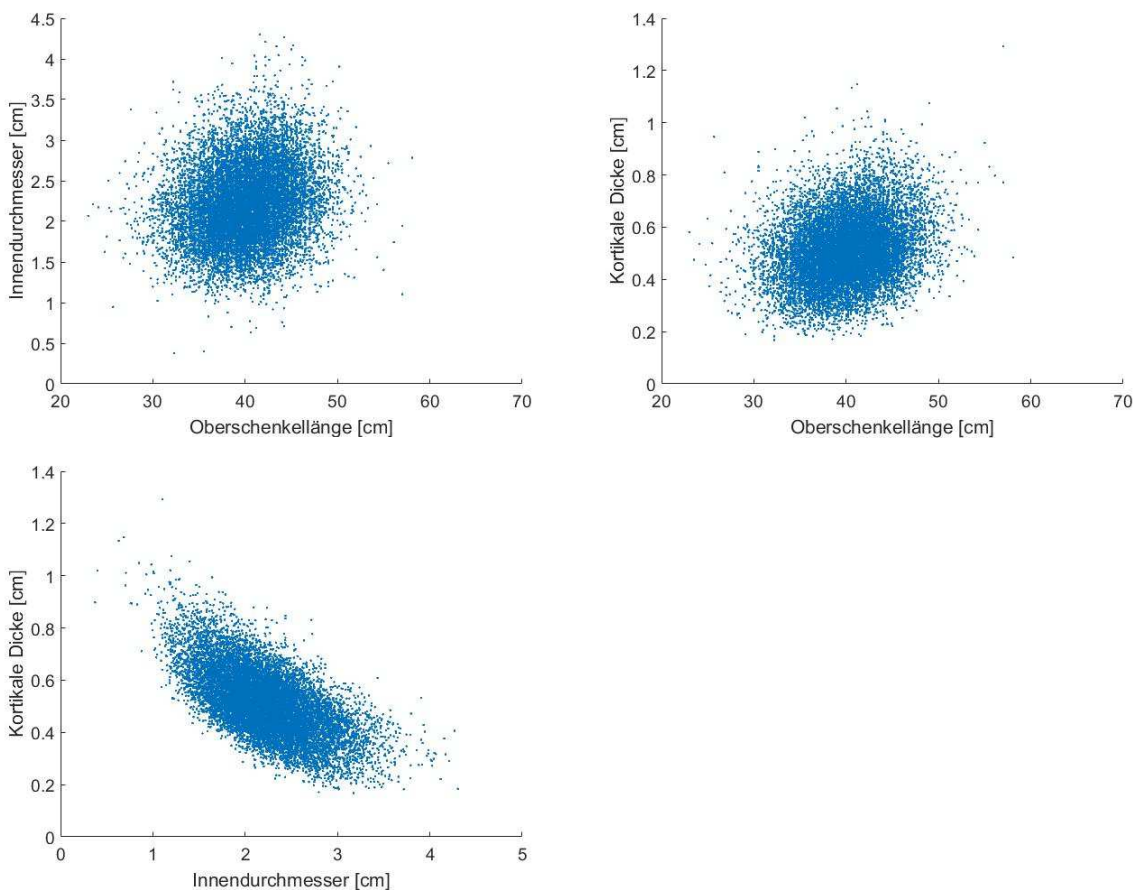 4.5
4
3.5
3
2.5
2
1.5
1
0.5
0
Innendurchmesser [cm]
20 30 40 50 60 70
Oberschenkellänge [cm]
1.4
1.2
1
0.8
0.6
0.4
0.2
0
Kortikale Dicke [cm]
20 30 40 50 60 70
Oberschenkellänge [cm]
1.4
1.2
1
0.8
0.6
0.4
0.2
0
Kortikale Dicke [cm]
0 1 2 3 4 5
Innendurchmesser [cm]